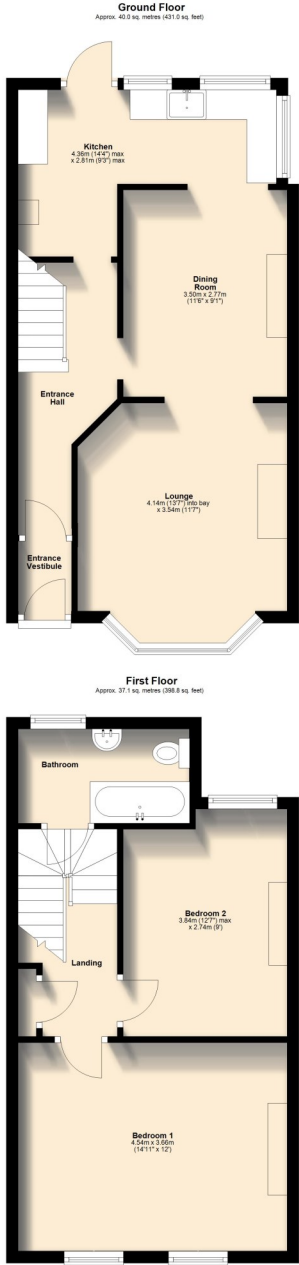 Ground Floor
Approx. 40.0 sq. metres (431.0 sq. feet)
Kitchen
4.36m (14'4") max
x 2.81m (9'3") max
Dining
Room
3.50m x 2.77m
(11'6" x 9'1")
Entrance
Hall
Lounge
4.14m (13'7") into bay
x 3.54m (11'7")
Entrance
Vestibule
First Floor
Approx. 37.1 sq. metres (398.8 sq. feet)
Bathroom
Bedroom 2
3.84m (12'7") max
x 2.74m (9')
Landing
Bedroom 1
4.54m x 3.66m
(14'11" x 12')